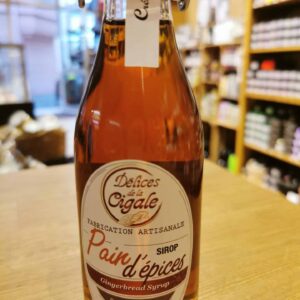 Délices
de la
Cigale
FABRICATION ARTISANALE
SIROP
Pain
d'épices
Gingerbread Syrup